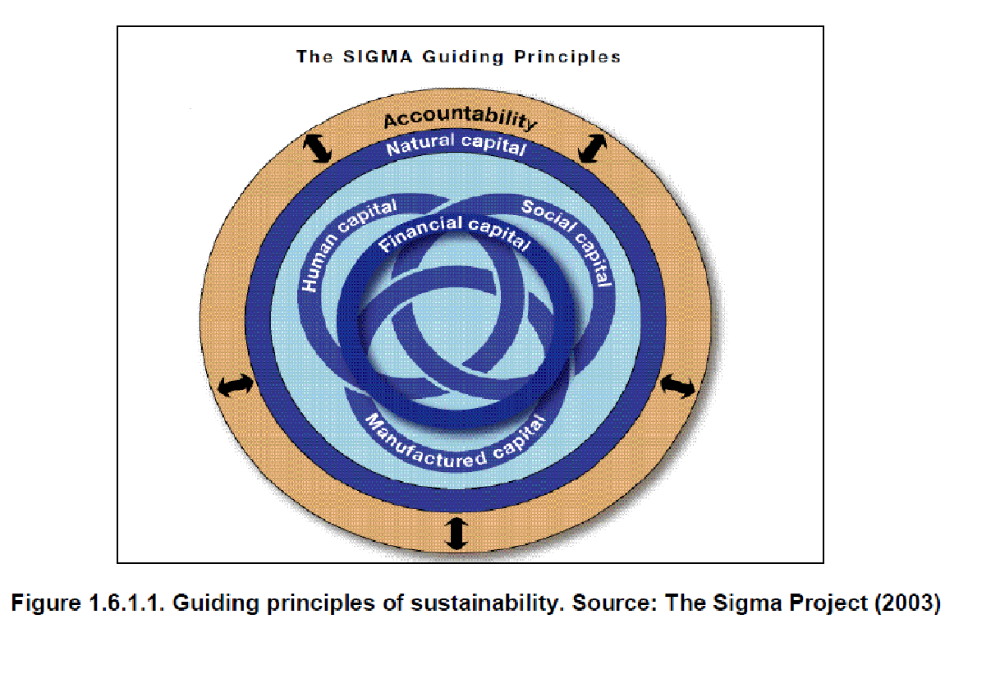 The SIGMA Guiding Principles
Accountability
Natural capital
Human capital
Social capital
Financial capital
Manufactured capital
Figure 1.6.1.1. Guiding principles of sustainability. Source: The Sigma Project (2003)